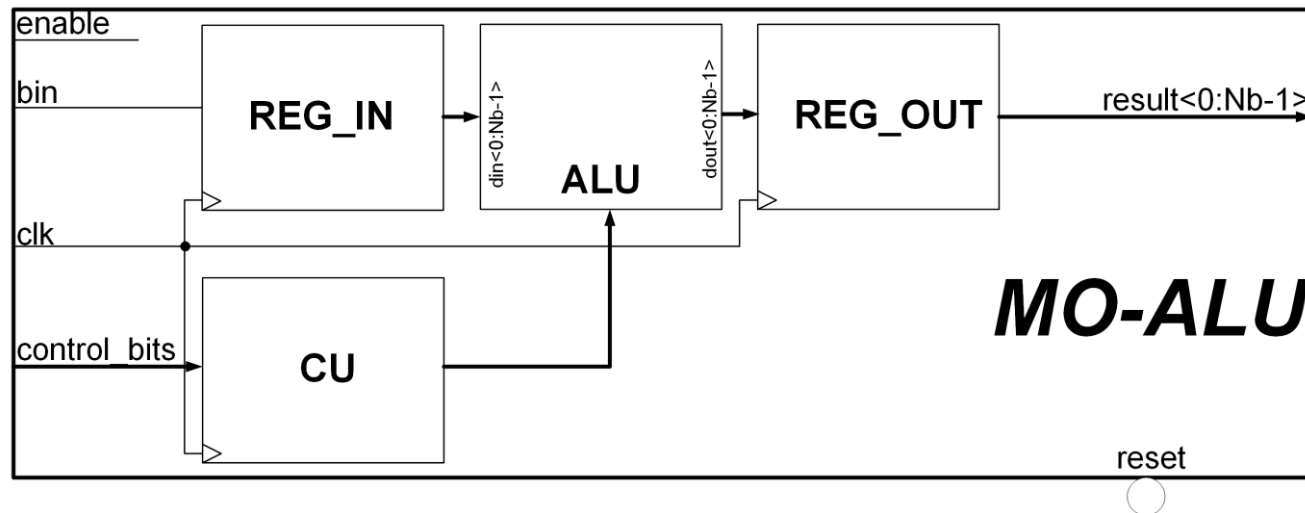 enable
bin
REG_IN
din<0:Nb-1>
ALU
dout<0:Nb-1>
REG_OUT
result<0:Nb-1>
clk
control_bits
CU
MO-ALU
reset